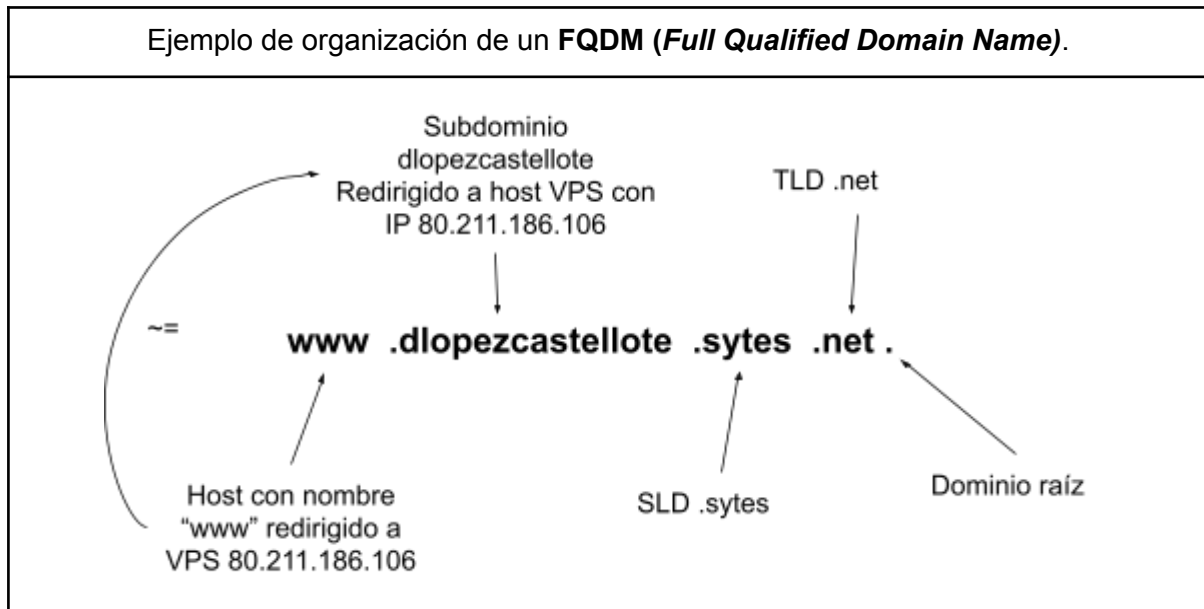 Ejemplo de organización de un FQDM (Full Qualified Domain Name).
Subdominio
dlopezcastellote
Redirigido a host VPS con
IP 80.211.186.106
TLD .net
~=
www .dlopezcastellote .sytes .net .
Host con nombre
“www” redirigido a
VPS 80.211.186.106
SLD .sytes
Dominio raíz